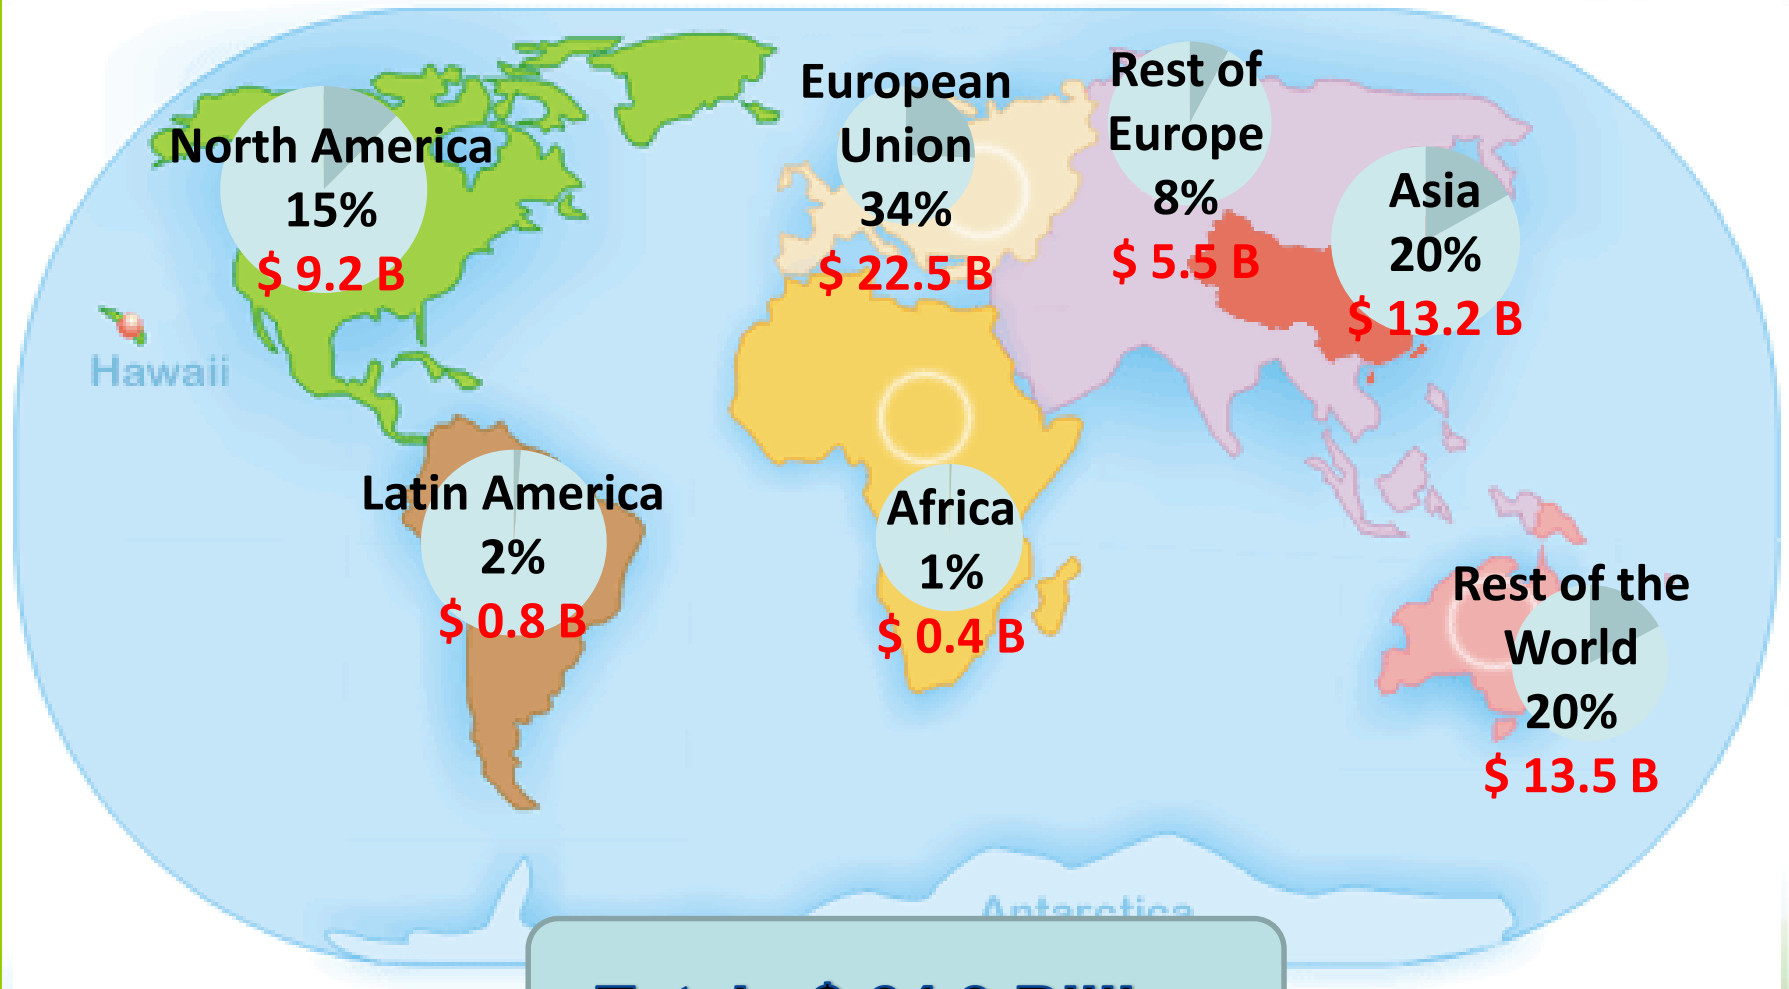 North America
15%
$ 9.2 B
European
Union
34%
$ 22.5 B
Rest of
Europe
8%
$ 5.5 B
Asia
20%
$ 13.2 B
Hawaii
Latin America
2%
$ 0.8 B
Africa
1%
$ 0.4 B
Rest of the
World
20%
$ 13.5 B
Antarctica